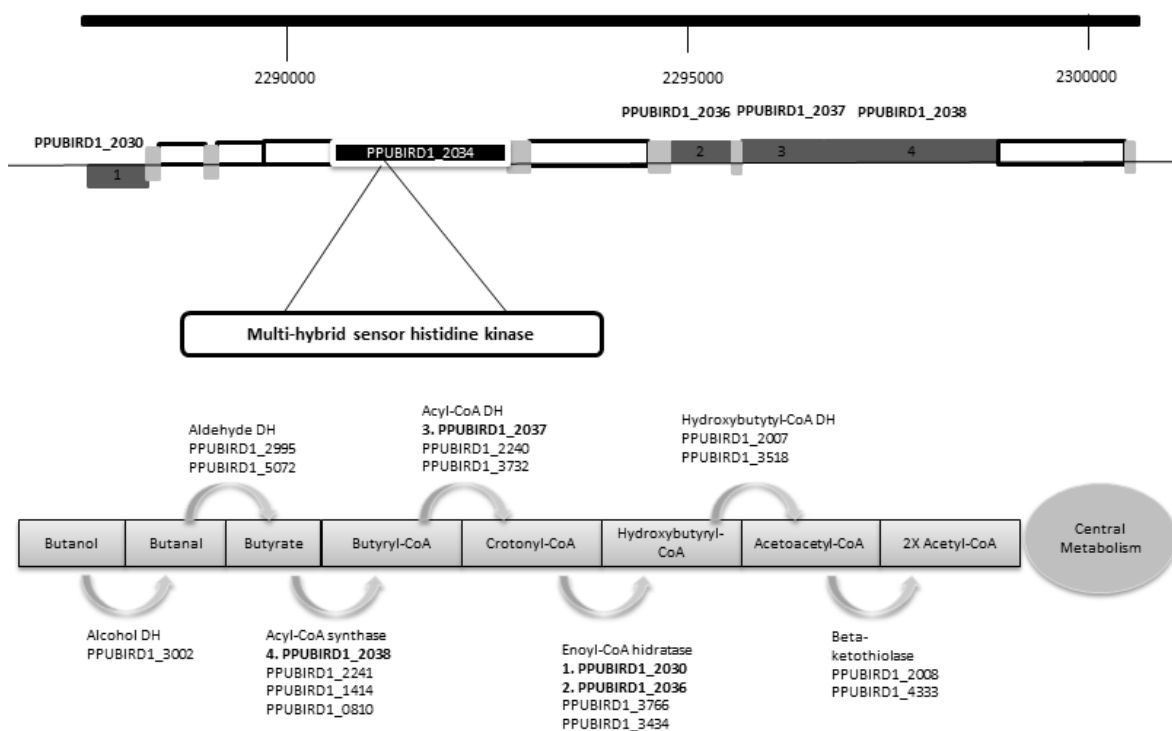 2290000
2295000
2300000
PPUBIRD1_2036
PPUBIRD1_2037
PPUBIRD1_2038
PPUBIRD1_2030
PPUBIRD1_2034
1
2
3
4
Multi-hybrid sensor histidine kinase
Aldehyde DH
PPUBIRD1_2995
PPUBIRD1_5072
Acyl-CoA DH
3. PPUBIRD1_2037
PPUBIRD1_2240
PPUBIRD1_3732
Hydroxybutytyl-CoA DH
PPUBIRD1_2007
PPUBIRD1_3518
Butanol
Butanal
Butyrate
Butyryl-CoA
Crotonyl-CoA
Hydroxybutyryl-
CoA
Acetoacetyl-CoA
2X Acetyl-CoA
Central
Metabolism
Alcohol DH
PPUBIRD1_3002
Acyl-CoA synthase
4. PPUBIRD1_2038
PPUBIRD1_2241
PPUBIRD1_1414
PPUBIRD1_0810
Enoyl-CoA hidratase
1. PPUBIRD1_2030
2. PPUBIRD1_2036
PPUBIRD1_3766
PPUBIRD1_3434
Beta-
ketothiolase
PPUBIRD1_2008
PPUBIRD1_4333